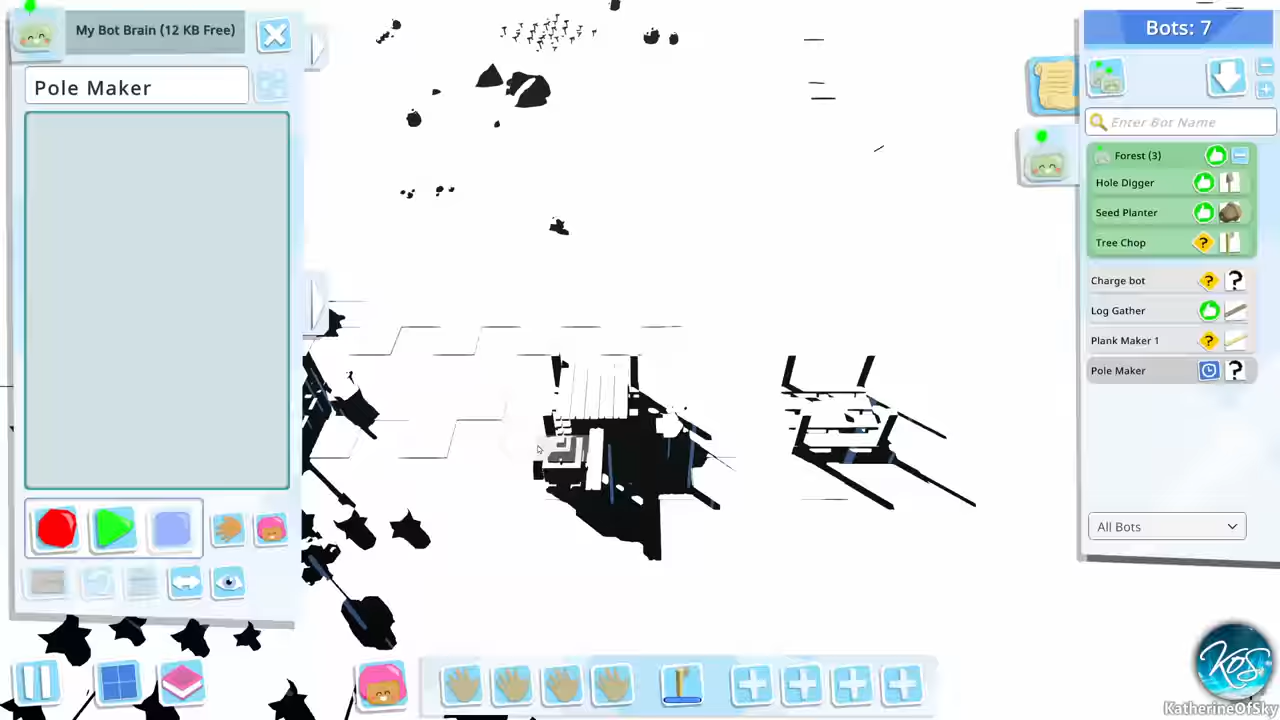 My Bot Brain (12 KB Free)
Pole Maker
Bots: 7
Enter Bot Name
Forest (3)
Hole Digger
Seed Planter
Tree Chop
Charge bot
Log Gather
Plank Maker 1
Pole Maker
All Bots
KOS
KatherineOfSky